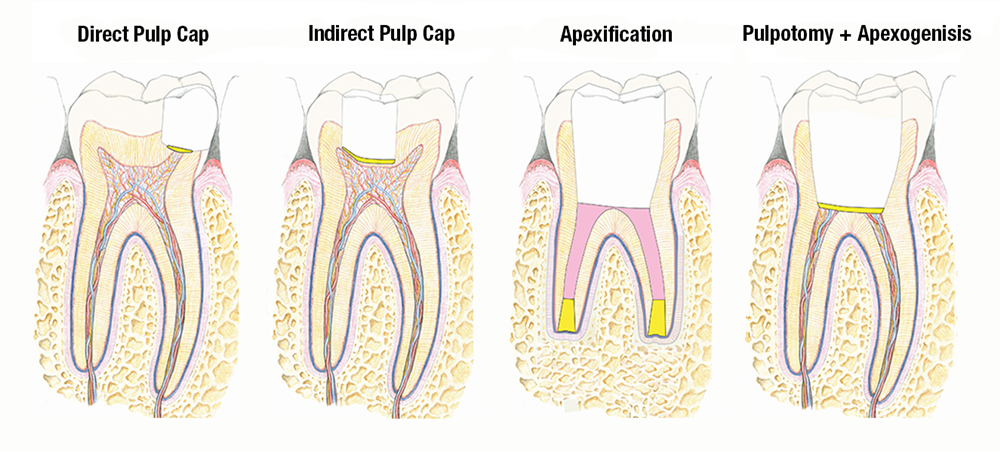 Direct Pulp Cap
Indirect Pulp Cap
Apexification
Pulpotomy + Apexogenisis